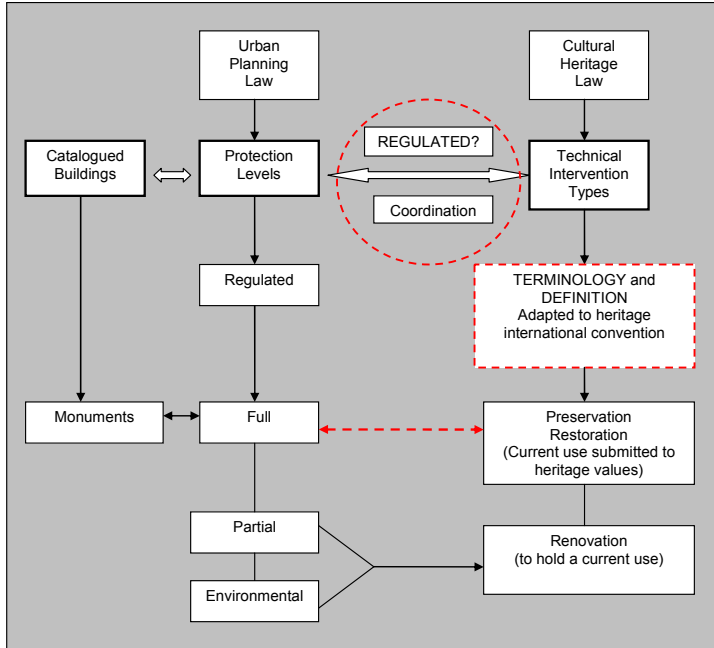 Urban
Planning
Law
Cultural
Heritage
Law
REGULATED?
Catalogued
Buildings
Protection
Levels
Technical
Intervention
Types
Coordination
Regulated
TERMINOLOGY and
DEFINITION
Adapted to heritage
international convention
Monuments
Full
Preservation
Restoration
(Current use submitted to
heritage values)
Partial
Renovation
(to hold a current use)
Environmental